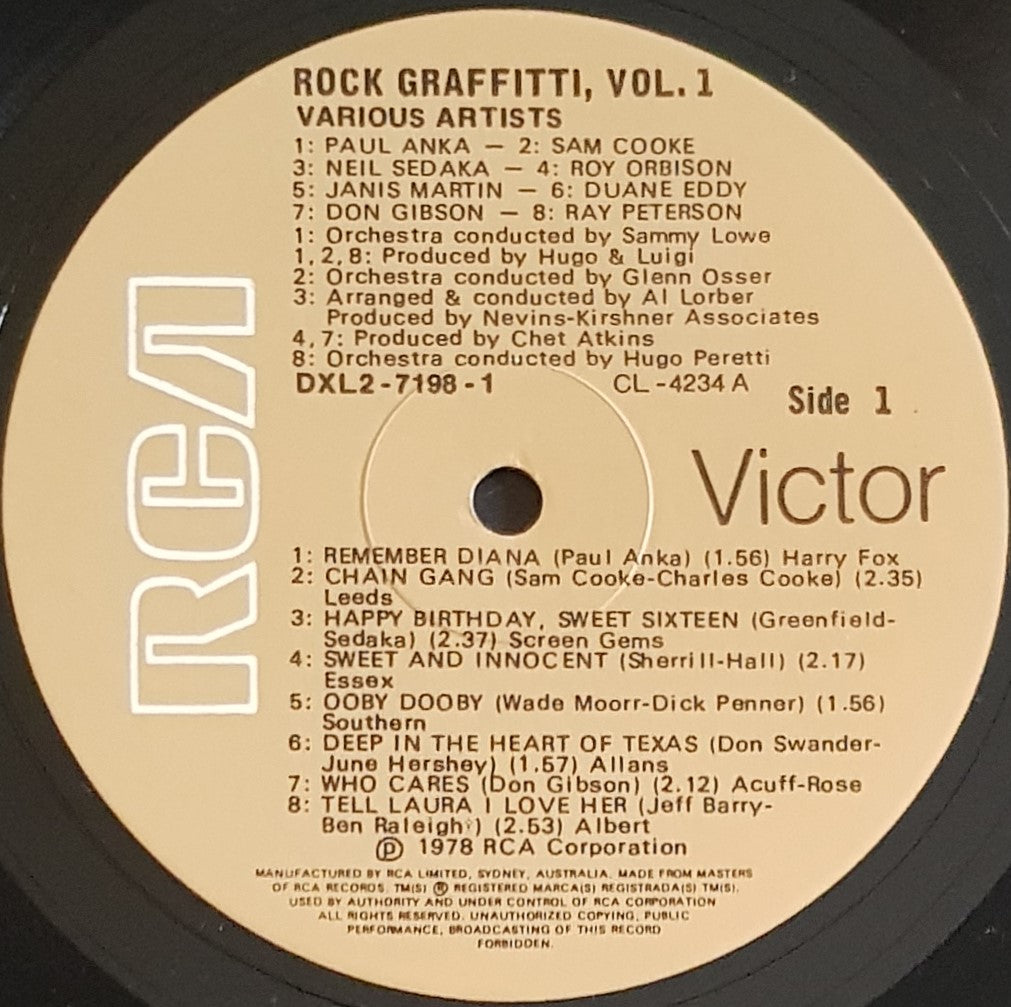 ROCK GRAFFITTI, VOL. 1
VARIOUS ARTISTS
1: PAUL ANKA — 2: SAM COOKE
3: NEIL SEDAKA — 4: ROY ORBISON
5: JANIS MARTIN — 6: DUANE EDDY
7: DON GIBSON — 8: RAY PETERSON
1: Orchestra conducted by Sammy Lowe
1, 2, 8: Produced by Hugo & Luigi
2: Orchestra conducted by Glenn Osser
3: Arranged & conducted by Al Lorber
Produced by Nevins-Kirshner Associates
4, 7: Produced by Chet Atkins
8: Orchestra conducted by Hugo Peretti
DXL2-7198-1 CL-4234 A
Side 1
RCA
Victor
1: REMEMBER DIANA (Paul Anka) (1.56) Harry Fox
2: CHAIN GANG (Sam Cooke-Charles Cooke) (2.35)
Leeds
3: HAPPY BIRTHDAY, SWEET SIXTEEN (Greenfield-
Sedaka) (2.37) Screen Gems
4: SWEET AND INNOCENT (Sherrill-Hall) (2.17)
Essex
5: OOBY DOOBY (Wade Moorr-Dick Penner) (1.56)
Southern
6: DEEP IN THE HEART OF TEXAS (Don Swander-
June Hershey) (1.57) Allans
7: WHO CARES (Don Gibson) (2.12) Acuff-Rose
8: TELL LAURA I LOVE HER (Jeff Barry-
Ben Raleigh) (2.53) Albert
℗ 1978 RCA Corporation
MANUFACTURED BY RCA LIMITED, SYDNEY, AUSTRALIA. MADE FROM MASTERS
OF RCA RECORDS. TM(S) ® REGISTERED MARCA(S) REGISTRADA(S) TM(S).
USED BY AUTHORITY AND UNDER CONTROL OF RCA CORPORATION
ALL RIGHTS RESERVED. UNAUTHORIZED COPYING, PUBLIC
PERFORMANCE, BROADCASTING OF THIS RECORD
FORBIDDEN.